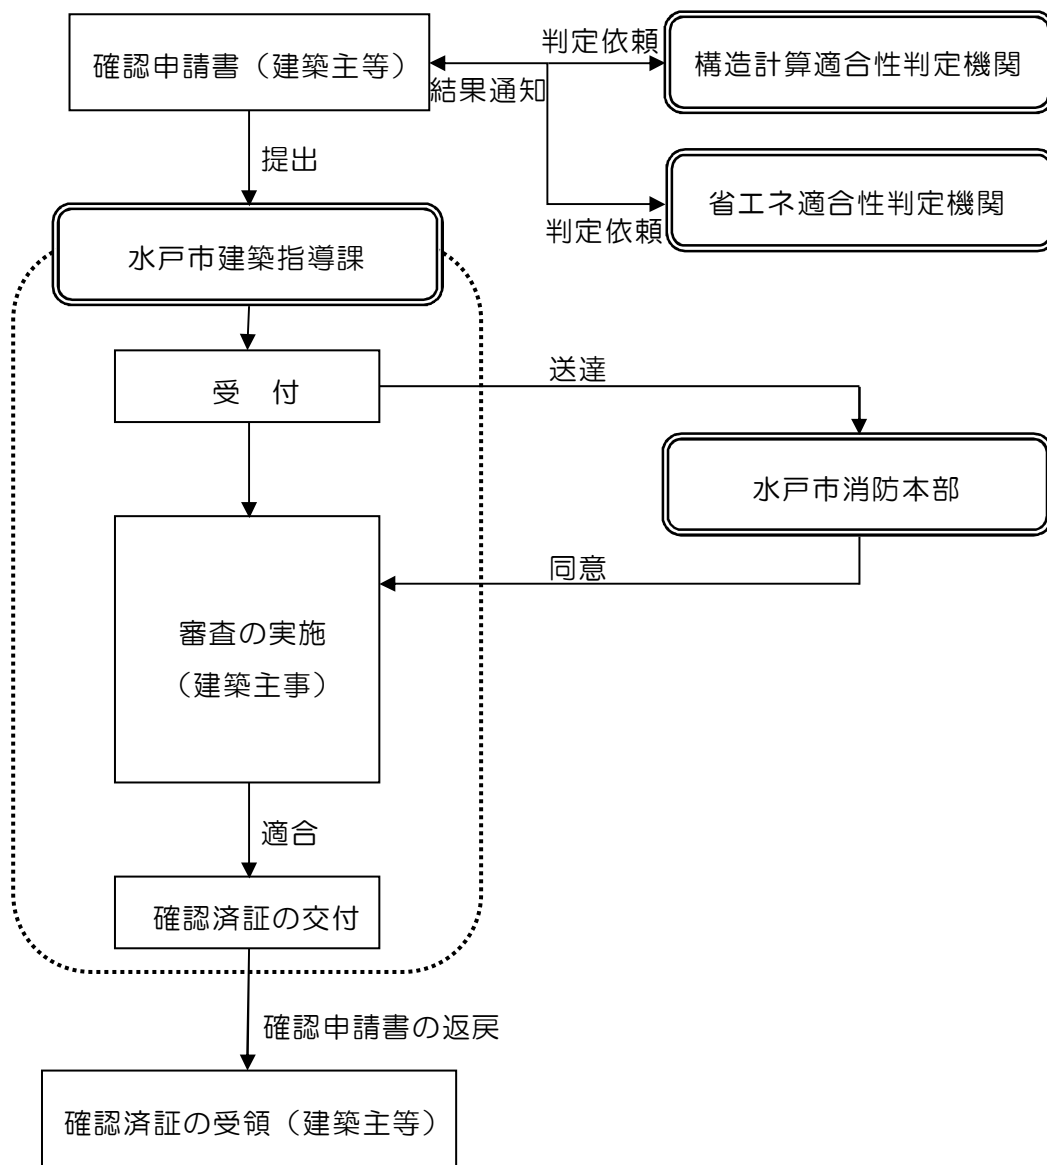 確認申請書（建築主等）
判定依頼
構造計算適合性判定機関
結果通知
提出
省エネ適合性判定機関
判定依頼
水戸市建築指導課
受　付
送達
水戸市消防本部
同意
審査の実施
（建築主事）
適合
確認済証の交付
確認申請書の返戻
確認済証の受領（建築主等）